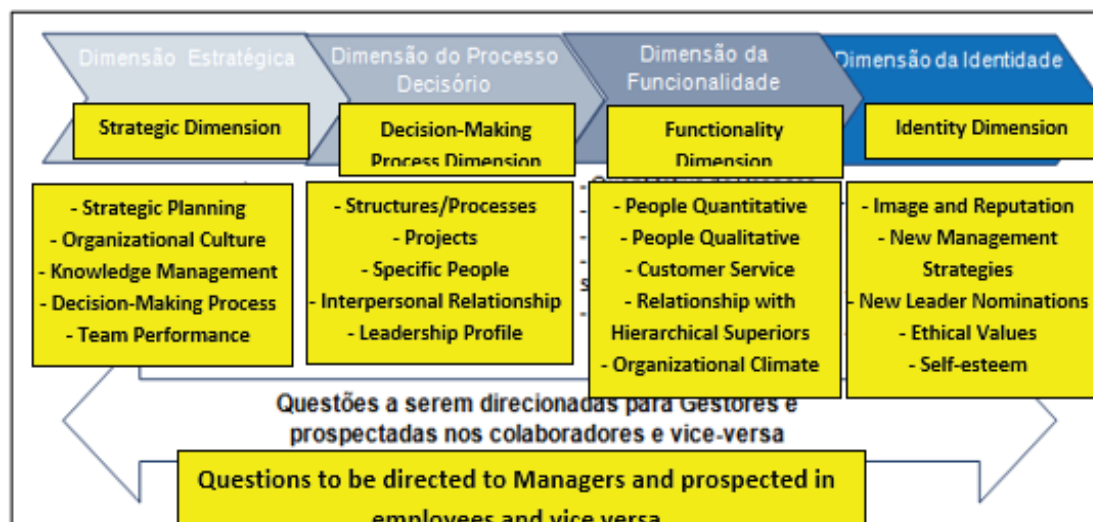 Dimensão Estratégica
Dimensão do Processo
Decisório
Dimensão da
Funcionalidade
Dimensão da Identidade
Strategic Dimension
Decision-Making
Process Dimension
Functionality
Dimension
Identity Dimension
- Strategic Planning
- Organizational Culture
- Knowledge Management
- Decision-Making Process
- Team Performance
- Structures/Processes
- Projects
- Specific People
- Interpersonal Relationship
- Leadership Profile
- People Quantitative
- People Qualitative
- Customer Service
- Relationship with
Hierarchical Superiors
- Organizational Climate
- Image and Reputation
- New Management
Strategies
- New Leader Nominations
- Ethical Values
- Self-esteem
Questões a serem direcionadas para Gestores e
prospectadas nos colaboradores e vice-versa
Questions to be directed to Managers and prospected in
employees and vice versa